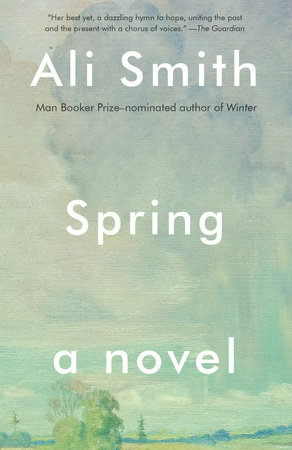 "Her best yet, a dazzling hymn to hope, uniting the past
and the present with a chorus of voices." —The Guardian
Ali Smith
Man Booker Prize–nominated author of Winter
Spring
a novel